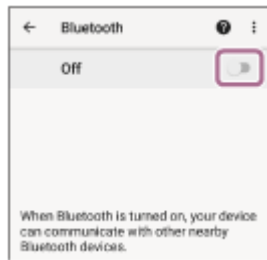 Bluetooth
Off
When Bluetooth is turned on, your device
can communicate with other nearby
Bluetooth devices.